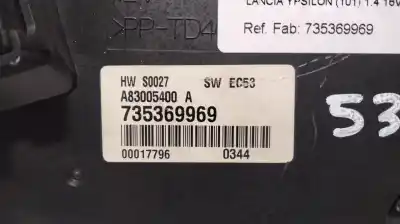 LANCIA YPSILON (101) 1.4 16V
Ref. Fab: 735369969
>PP-TD4
HW S0027 SW EC53
A83005400 A
735369969
00017796 0344
53